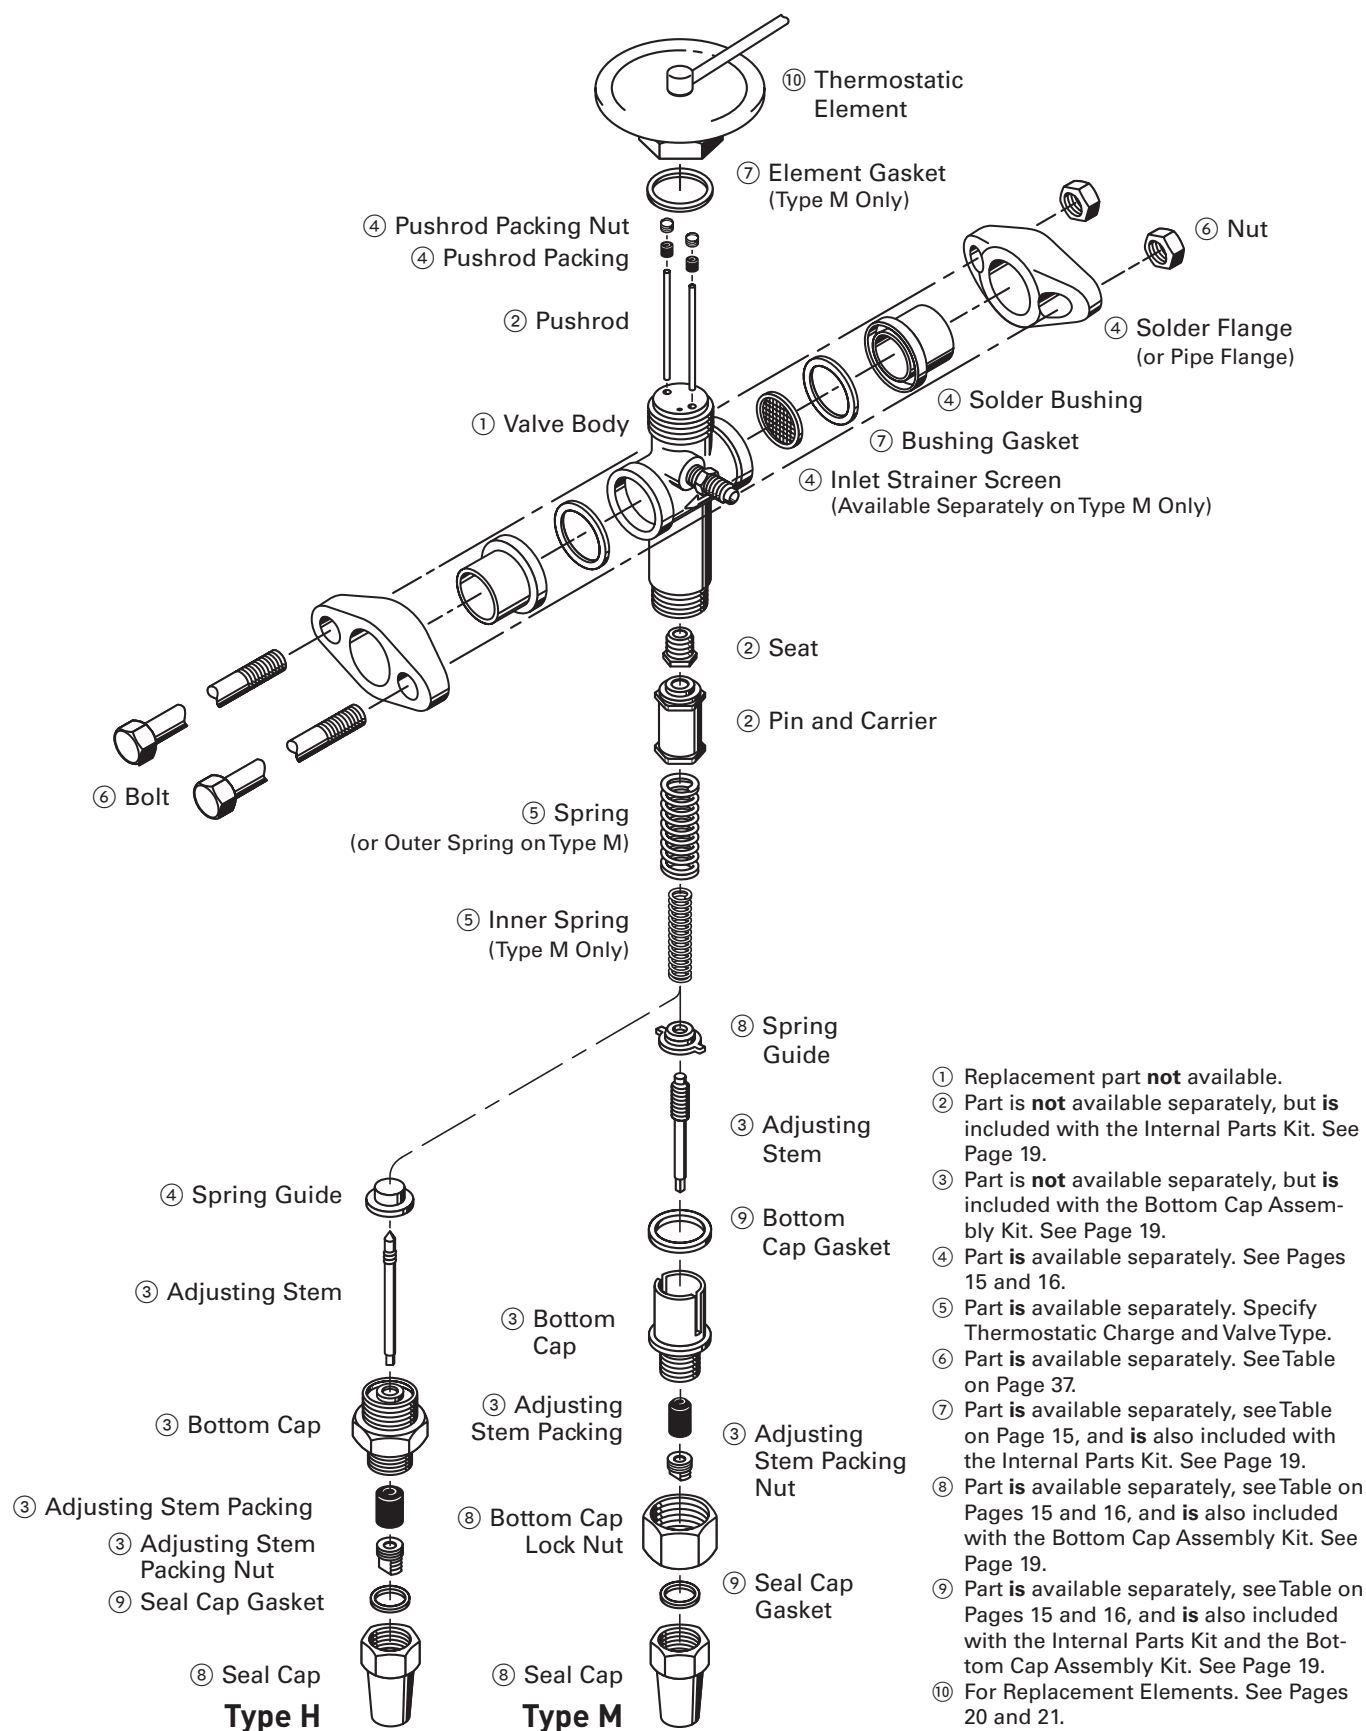 ⑩ Thermostatic
Element
⑦ Element Gasket
(Type M Only)
④ Pushrod Packing Nut
④ Pushrod Packing
⑥ Nut
② Pushrod
④ Solder Flange
(or Pipe Flange)
④ Solder Bushing
① Valve Body
⑦ Bushing Gasket
④ Inlet Strainer Screen
(Available Separately on Type M Only)
② Seat
② Pin and Carrier
⑥ Bolt
⑤ Spring
(or Outer Spring on Type M)
⑤ Inner Spring
(Type M Only)
⑧ Spring
Guide
③ Adjusting
Stem
④ Spring Guide
⑨ Bottom
Cap Gasket
③ Adjusting Stem
③ Bottom
Cap
③ Bottom Cap
③ Adjusting
Stem Packing
③ Adjusting
Stem Packing
Nut
③ Adjusting Stem Packing
⑧ Bottom Cap
Lock Nut
③ Adjusting Stem
Packing Nut
⑨ Seal Cap Gasket
⑨ Seal Cap
Gasket
⑧ Seal Cap
Type H
⑧ Seal Cap
Type M
① Replacement part not available.
② Part is not available separately, but is
included with the Internal Parts Kit. See
Page 19.
③ Part is not available separately, but is
included with the Bottom Cap Assem-
bly Kit. See Page 19.
④ Part is available separately. See Pages
15 and 16.
⑤ Part is available separately. Specify
Thermostatic Charge and Valve Type.
⑥ Part is available separately. See Table
on Page 37.
⑦ Part is available separately, see Table
on Page 15, and is also included with
the Internal Parts Kit. See Page 19.
⑧ Part is available separately, see Table on
Pages 15 and 16, and is also included
with the Bottom Cap Assembly Kit. See
Page 19.
⑨ Part is available separately, see Table on
Pages 15 and 16, and is also included
with the Internal Parts Kit and the Bot-
tom Cap Assembly Kit. See Page 19.
⑩ For Replacement Elements. See Pages
20 and 21.